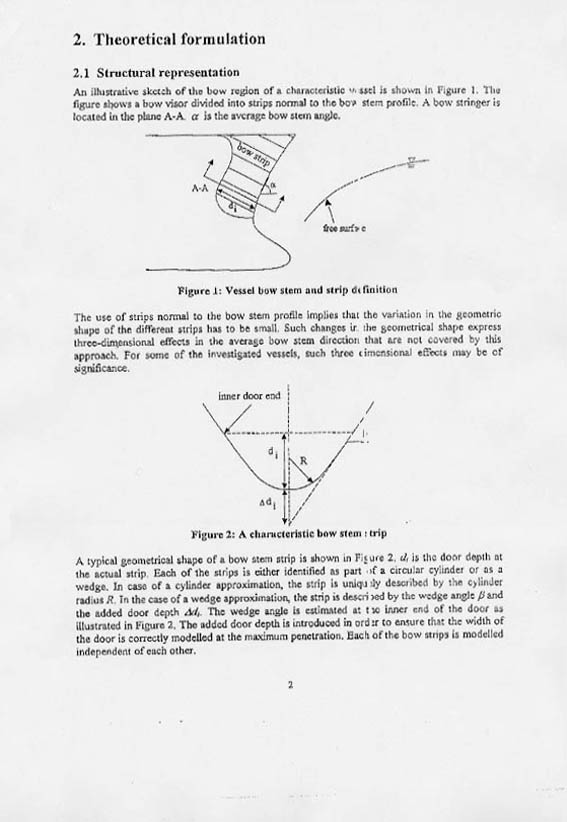 2. Theoretical formulation
2.1 Structural representation
An illustrative sketch of the bow region of a characteristic vessel is shown in Figure 1. The
figure shows a bow visor divided into strips normal to the bow stem profile. A bow stringer is
located in the plane A-A. α is the average bow stem angle.
bow strip
A-A
α
di
free surf c
Figure 1: Vessel bow stem and strip definition
The use of strips normal to the bow stem profile implies that the variation in the geometric
shape of the different strips has to be small. Such changes in the geometrical shape express
three-dimensional effects in the average bow stem direction that are not covered by this
approach. For some of the investigated vessels, such three dimensional effects may be of
significance.
inner door end
di
R
Δdi
Figure 2: A characteristic bow stem strip
A typical geometrical shape of a bow stem strip is shown in Figure 2. di is the door depth at
the actual strip. Each of the strips is either identified as part of a circular cylinder or as a
wedge. In case of a cylinder approximation, the strip is uniquely described by the cylinder
radius R. In the case of a wedge approximation, the strip is described by the wedge angle β and
the added door depth Δdi. The wedge angle is estimated at the inner end of the door as
illustrated in Figure 2. The added door depth is introduced in order to ensure that the width of
the door is correctly modelled at the maximum penetration. Each of the bow strips is modelled
independent of each other.
2